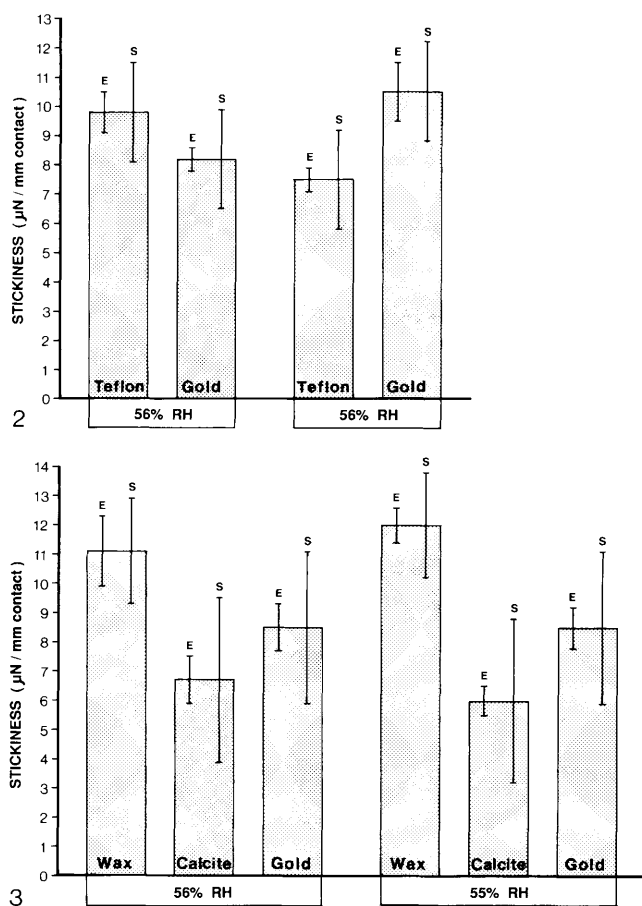 13
12
11
10
9
8
7
6
5
4
3
2
1
0
STICKINESS ( µN / mm contact )
E S
E S
E S
E S
Teflon Gold Teflon Gold
56% RH 56% RH
2
14
13
12
11
10
9
8
7
6
5
4
3
2
1
0
STICKINESS ( µN / mm contact )
E S
E S
E S
E S
E S
E S
Wax Calcite Gold Wax Calcite Gold
56% RH 55% RH
3